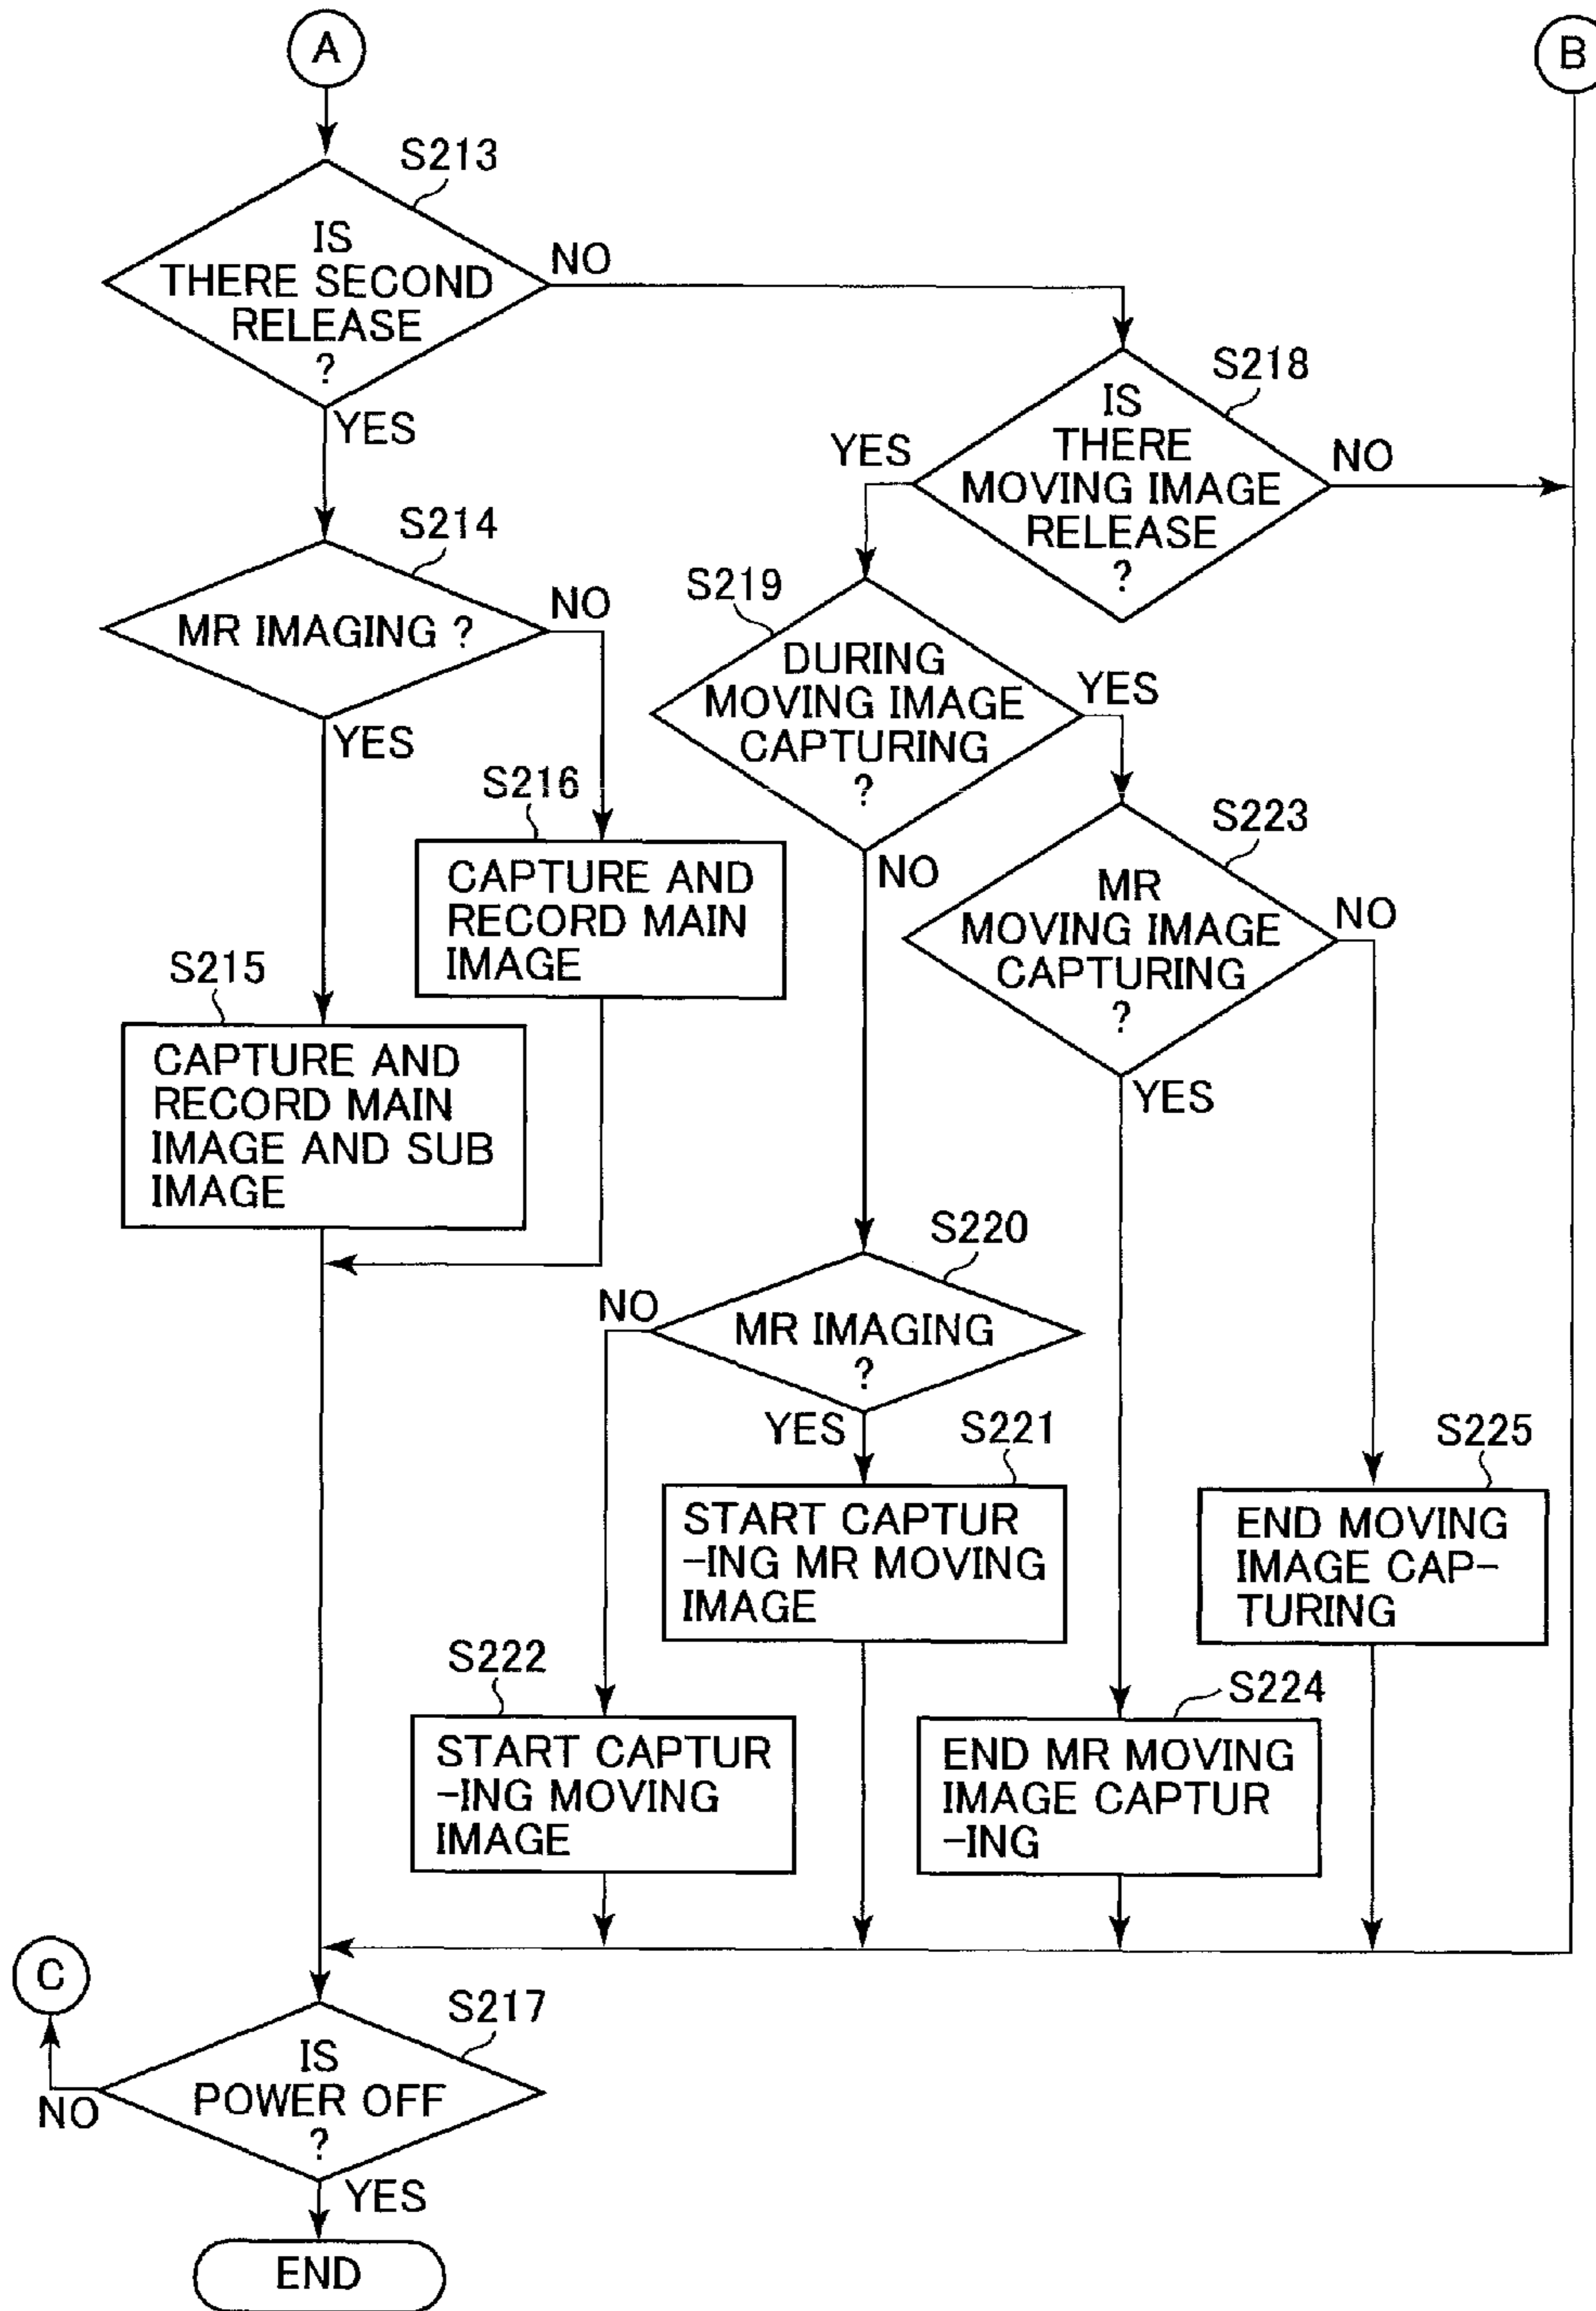 A
B
S213
IS
THERE SECOND
RELEASE
?
NO
YES
S218
IS
THERE
MOVING IMAGE
RELEASE
?
YES
NO
S214
MR IMAGING ?
NO
YES
S219
DURING
MOVING IMAGE
CAPTURING
?
YES
NO
S216
CAPTURE AND
RECORD MAIN
IMAGE
S223
MR
MOVING IMAGE
CAPTURING
?
NO
YES
S215
CAPTURE AND
RECORD MAIN
IMAGE AND SUB
IMAGE
S220
MR IMAGING
?
NO
YES
S221
START CAPTUR
-ING MR MOVING
IMAGE
S225
END MOVING
IMAGE CAP-
TURING
S222
START CAPTUR
-ING MOVING
IMAGE
S224
END MR MOVING
IMAGE CAPTUR
-ING
C
S217
IS
POWER OFF
?
NO
YES
END